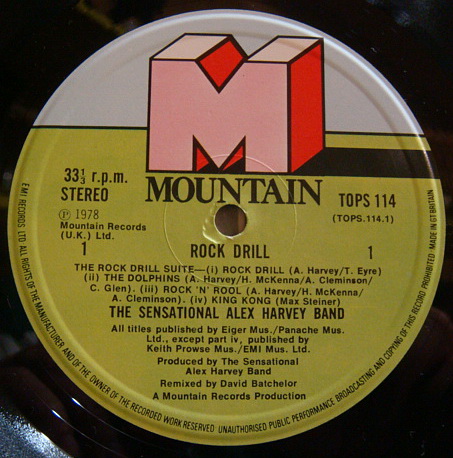 MOUNTAIN
33⅓ r.p.m.
STEREO
TOPS 114
(TOPS.114.1)
Ⓟ 1978
Mountain Records
(U.K.) Ltd.
1
1
ROCK DRILL
THE ROCK DRILL SUITE—(i) ROCK DRILL (A. Harvey/T. Eyre)
(ii) THE DOLPHINS (A. Harvey/H. McKenna/A. Cleminson/
C. Glen). (iii) ROCK 'N' ROOL (A. Harvey/H. McKenna/
A. Cleminson). (iv) KING KONG (Max Steiner)
THE SENSATIONAL ALEX HARVEY BAND
All titles published by Eiger Mus./Panache Mus.
Ltd., except part iv, published by
Keith Prowse Mus./EMI Mus. Ltd.
Produced by The Sensational
Alex Harvey Band
Remixed by David Batchelor
A Mountain Records Production
EMI RECORDS LTD ALL RIGHTS OF THE MANUFACTURER AND OF THE OWNER OF THE RECORDED WORK RESERVED UNAUTHORISED PUBLIC PERFORMANCE BROADCASTING AND COPYING OF THIS RECORD PROHIBITED MADE IN GT BRITAIN